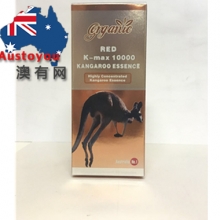 Austoyou
澳有网
organic
RED
K-max 10000
KANGAROO ESSENCE
Highly Concentrated
Kangaroo Essence